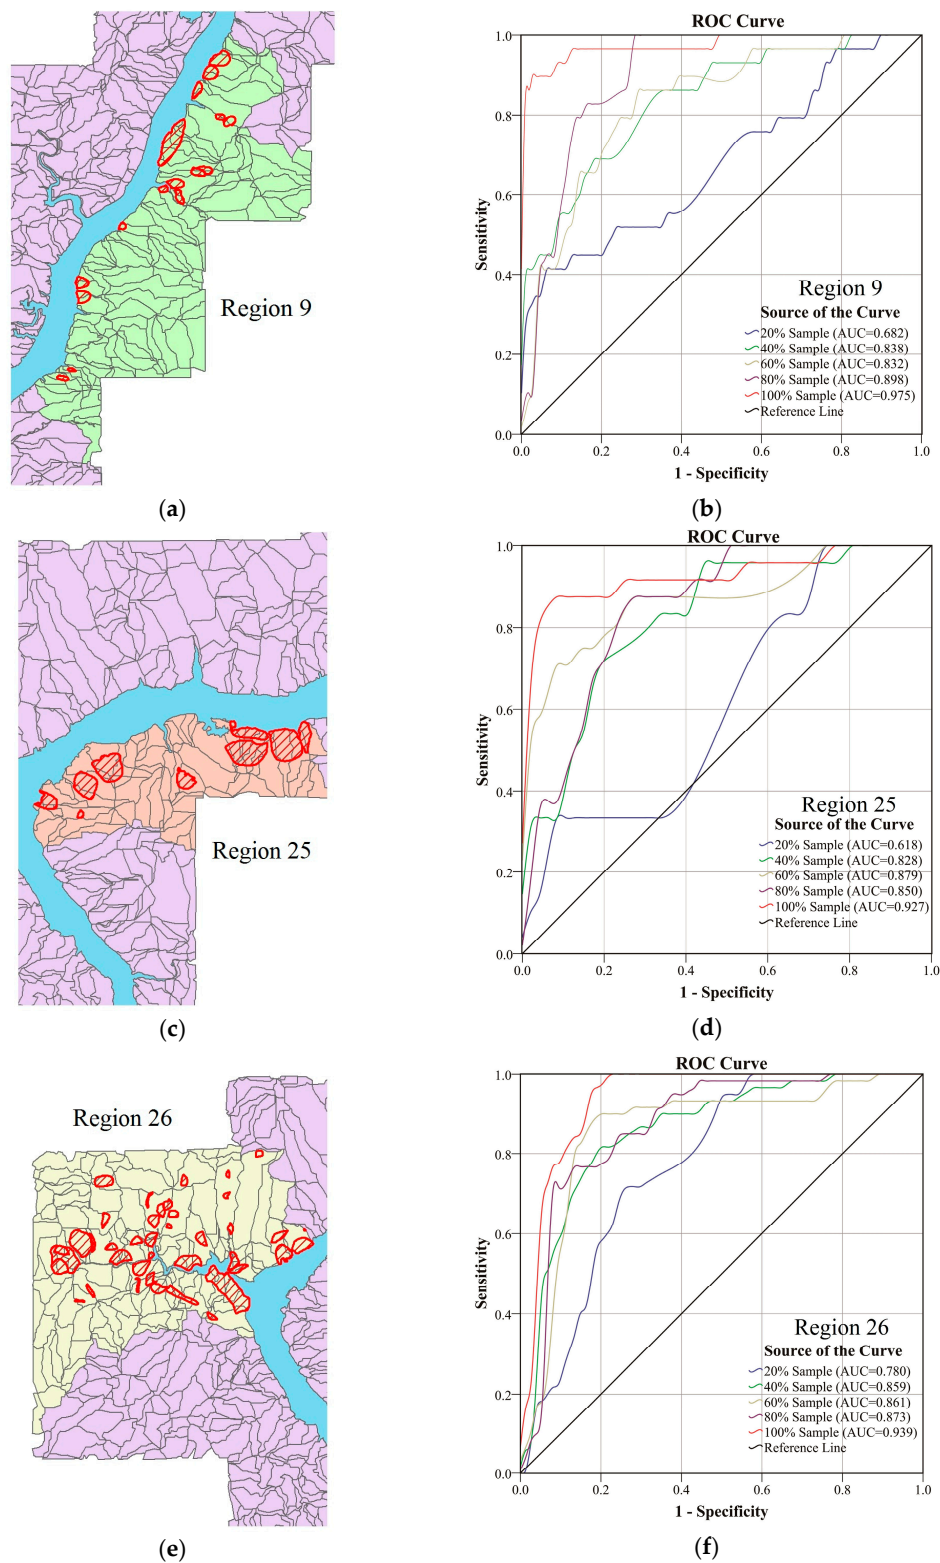 Region 9
(a)
ROC Curve
Sensitivity
1.0
0.8
0.6
0.4
0.2
0.0
Region 9
Source of the Curve
20% Sample (AUC=0.682)
40% Sample (AUC=0.838)
60% Sample (AUC=0.832)
80% Sample (AUC=0.898)
100% Sample (AUC=0.975)
Reference Line
0.0 0.2 0.4 0.6 0.8 1.0
1 - Specificity
(b)
Region 25
(c)
ROC Curve
Sensitivity
1.0
0.8
0.6
0.4
0.2
0.0
Region 25
Source of the Curve
20% Sample (AUC=0.618)
40% Sample (AUC=0.828)
60% Sample (AUC=0.879)
80% Sample (AUC=0.850)
100% Sample (AUC=0.927)
Reference Line
0.0 0.2 0.4 0.6 0.8 1.0
1 - Specificity
(d)
Region 26
(e)
ROC Curve
Sensitivity
1.0
0.8
0.6
0.4
0.2
0.0
Region 26
Source of the Curve
20% Sample (AUC=0.780)
40% Sample (AUC=0.859)
60% Sample (AUC=0.861)
80% Sample (AUC=0.873)
100% Sample (AUC=0.939)
Reference Line
0.0 0.2 0.4 0.6 0.8 1.0
1 - Specificity
(f)